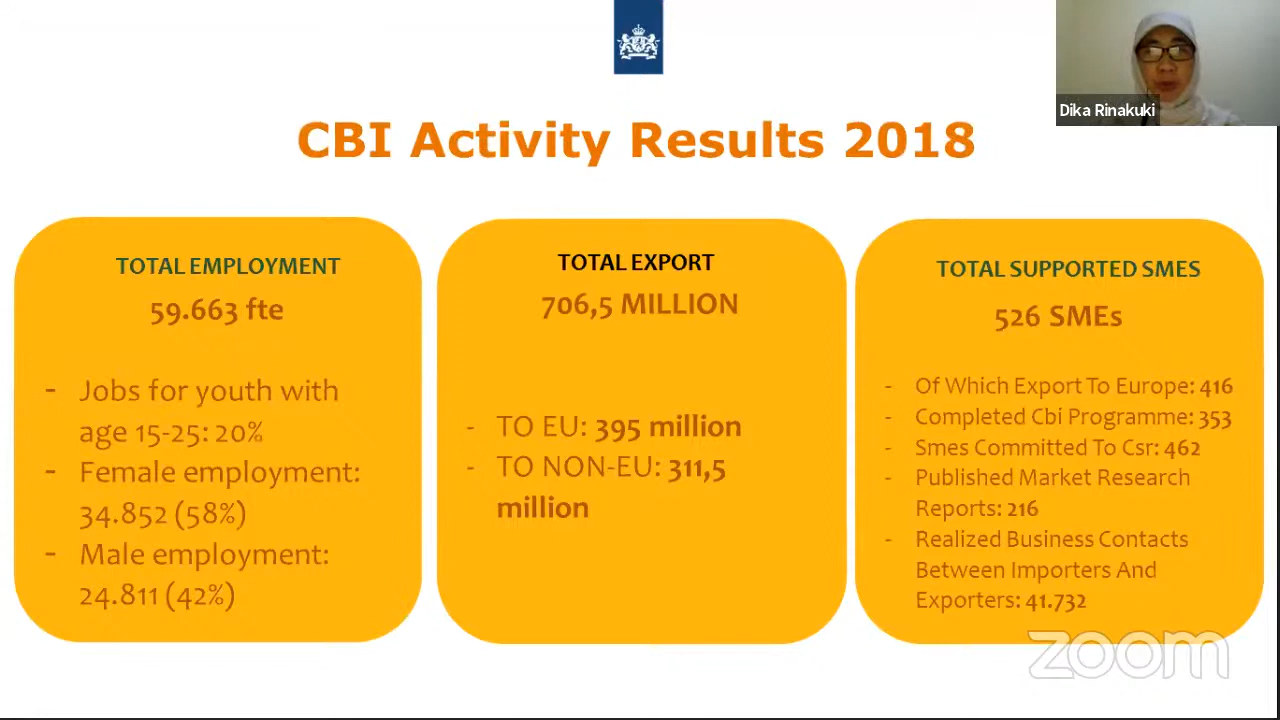 Dika Rinakuki
CBI Activity Results 2018
TOTAL EMPLOYMENT
59.663 fte
- Jobs for youth with
age 15-25: 20%
- Female employment:
34.852 (58%)
- Male employment:
24.811 (42%)
TOTAL EXPORT
706,5 MILLION
- TO EU: 395 million
- TO NON-EU: 311,5
million
TOTAL SUPPORTED SMES
526 SMEs
- Of Which Export To Europe: 416
- Completed Cbi Programme: 353
- Smes Committed To Csr: 462
- Published Market Research
Reports: 216
- Realized Business Contacts
Between Importers And
Exporters: 41.732
zoom